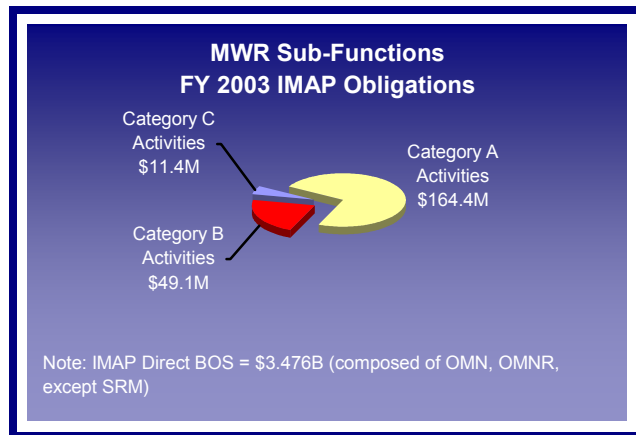 MWR Sub-Functions
FY 2003 IMAP Obligations
Category C
Activities
$11.4M
Category A
Activities
$164.4M
Category B
Activities
$49.1M
Note: IMAP Direct BOS = $3.476B (composed of OMN, OMNR,
except SRM)